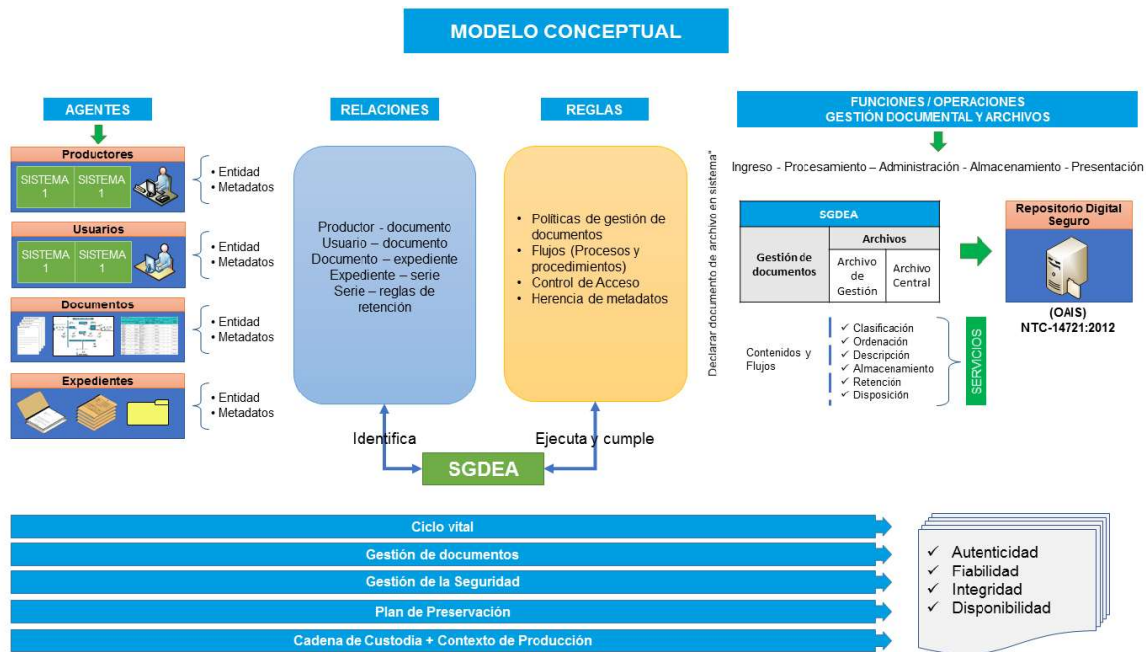 MODELO CONCEPTUAL
AGENTES
Productores
SISTEMA
1
SISTEMA
1
• Entidad
• Metadatos
Usuarios
SISTEMA
1
SISTEMA
1
• Entidad
• Metadatos
Documentos
• Entidad
• Metadatos
Expedientes
• Entidad
• Metadatos
RELACIONES
Productor - documento
Usuario – documento
Documento – expediente
Expediente – serie
Serie – reglas de
retención
REGLAS
• Políticas de gestión de
documentos
• Flujos (Procesos y
procedimientos)
• Control de Acceso
• Herencia de metadatos
Identifica
Ejecuta y cumple
SGDEA
FUNCIONES / OPERACIONES
GESTIÓN DOCUMENTAL Y ARCHIVOS
Ingreso - Procesamiento – Administración - Almacenamiento - Presentación
Declarar documento de archivo en sistema"
SGDEA
Gestión de
documentos
Archivos
Archivo
de
Gestión
Archivo
Central
Repositorio Digital
Seguro
(OAIS)
NTC-14721:2012
Contenidos y
Flujos
✓ Clasificación
✓ Ordenación
✓ Descripción
✓ Almacenamiento
✓ Retención
✓ Disposición
SERVICIOS
Ciclo vital
Gestión de documentos
Gestión de la Seguridad
Plan de Preservación
Cadena de Custodia + Contexto de Producción
✓ Autenticidad
✓ Fiabilidad
✓ Integridad
✓ Disponibilidad